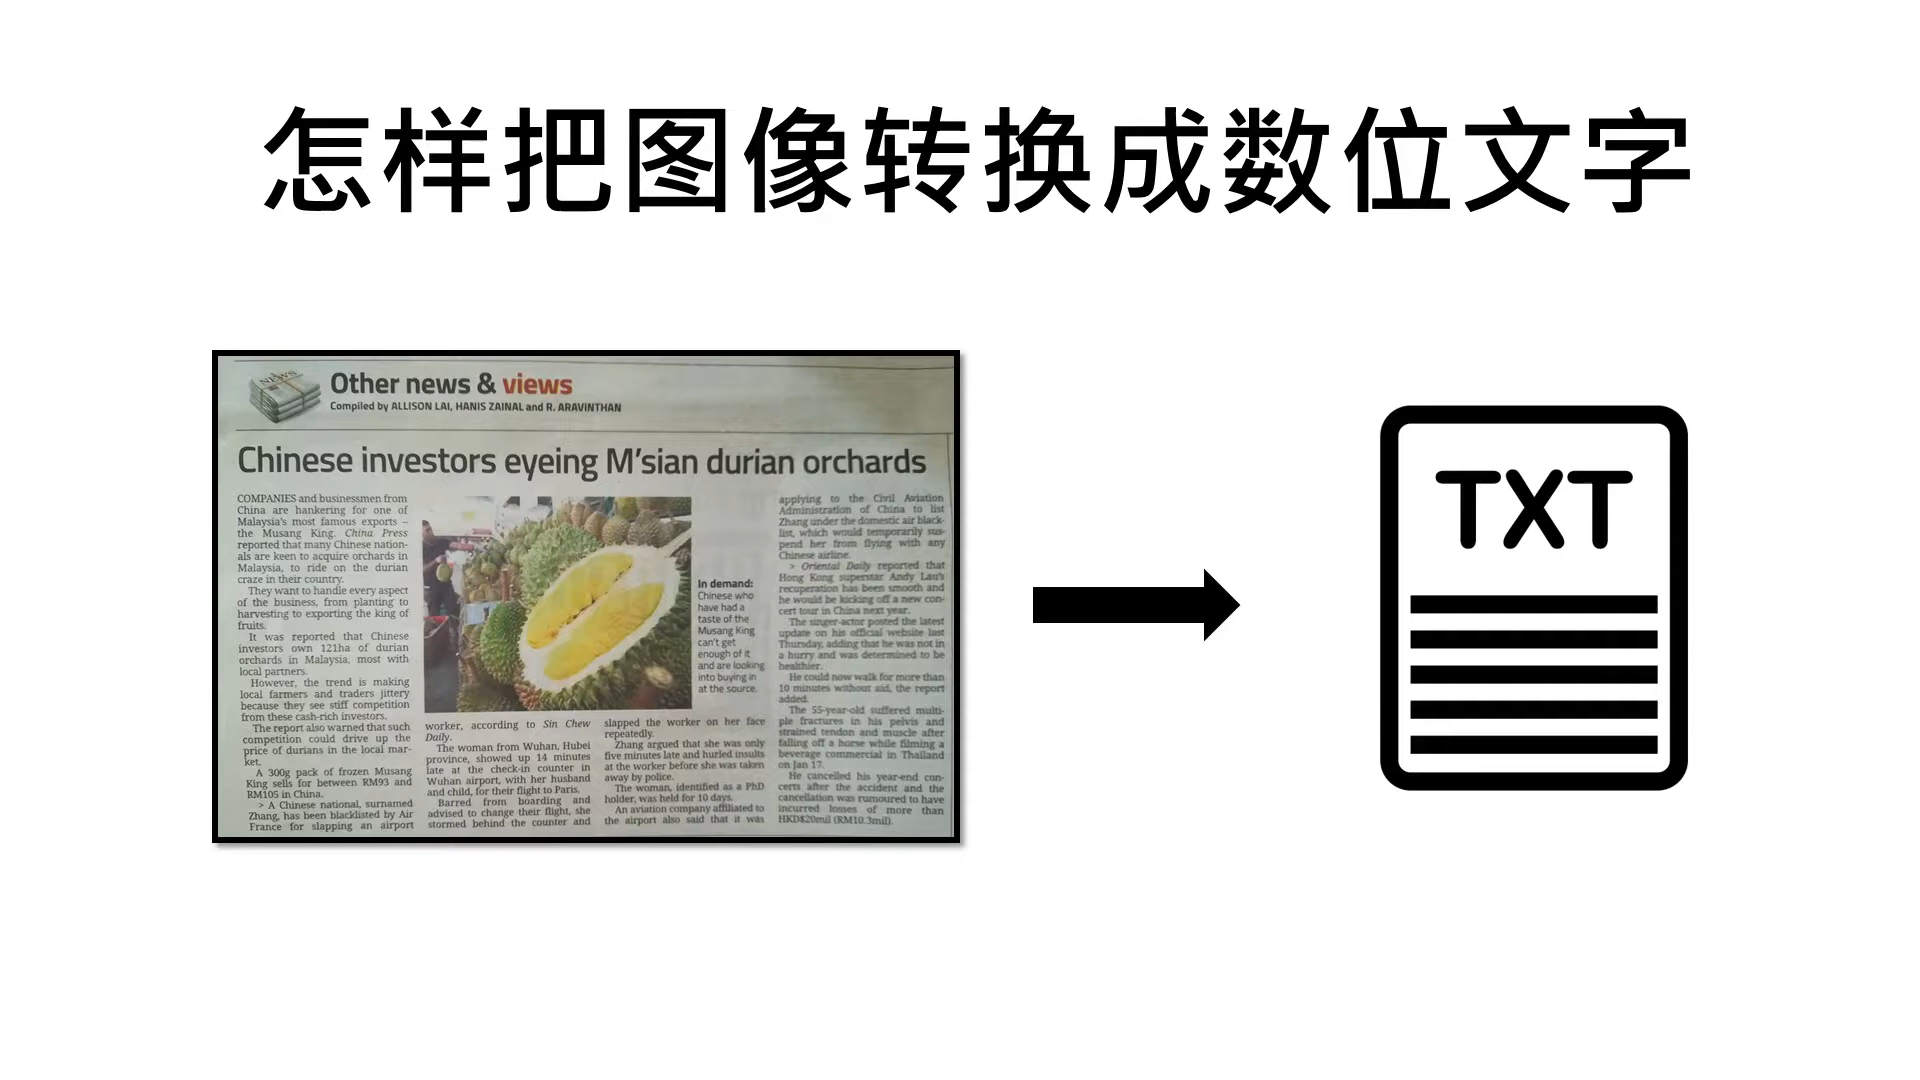 怎样把图像转换成数位文字
NEWS
Other news & views
Compiled by ALLISON LAI, HANIS ZAINAL and R. ARAVINTHAN
Chinese investors eyeing M'sian durian orchards
COMPANIES and businessmen from
China are hankering for one of
Malaysia's most famous exports –
the Musang King. China Press
reported that many Chinese nation-
als are keen to acquire orchards in
Malaysia, to ride on the durian
craze in their country.
They want to handle every aspect
of the business, from planting to
harvesting to exporting the king of
fruits.
It was reported that Chinese
investors own 121ha of durian
orchards in Malaysia, most with
local partners.
However, the trend is making
local farmers and traders jittery
because they see stiff competition
from these cash-rich investors.
The report also warned that such
competition could drive up the
price of durians in the local mar-
ket.
A 300g pack of frozen Musang
King sells for between RM93 and
RM105 in China.
> A Chinese national, surnamed
Zhang, has been blacklisted by Air
France for slapping an airport
In demand:
Chinese who
have had a
taste of the
Musang King
can't get
enough of it
and are looking
into buying in
at the source.
worker, according to Sin Chew
Daily.
The woman from Wuhan, Hubei
province, showed up 14 minutes
late at the check-in counter in
Wuhan airport, with her husband
and child, for their flight to Paris.
Barred from boarding and
advised to change their flight, she
stormed behind the counter and
slapped the worker on her face
repeatedly.
Zhang argued that she was only
five minutes late and hurled insults
at the worker before she was taken
away by police.
The woman, identified as a PhD
holder, was held for 10 days.
An aviation company affiliated to
the airport also said that it was
applying to the Civil Aviation
Administration of China to list
Zhang under the domestic air black-
list, which would temporarily sus-
pend her from flying with any
Chinese airline.
> Oriental Daily reported that
Hong Kong superstar Andy Lau's
recuperation has been smooth and
he would be kicking off a new con-
cert tour in China next year.
The singer-actor posted the latest
update on his official website last
Thursday, adding that he was not in
a hurry and was determined to be
healthier.
He could now walk for more than
10 minutes without aid, the report
added.
The 55-year-old suffered multi-
ple fractures in his pelvis and
strained tendon and muscle after
falling off a horse while filming a
beverage commercial in Thailand
on Jan 17.
He cancelled his year-end con-
certs after the accident and the
cancellation was rumoured to have
incurred losses of more than
HKD$20mil (RM10.3mil).
TXT